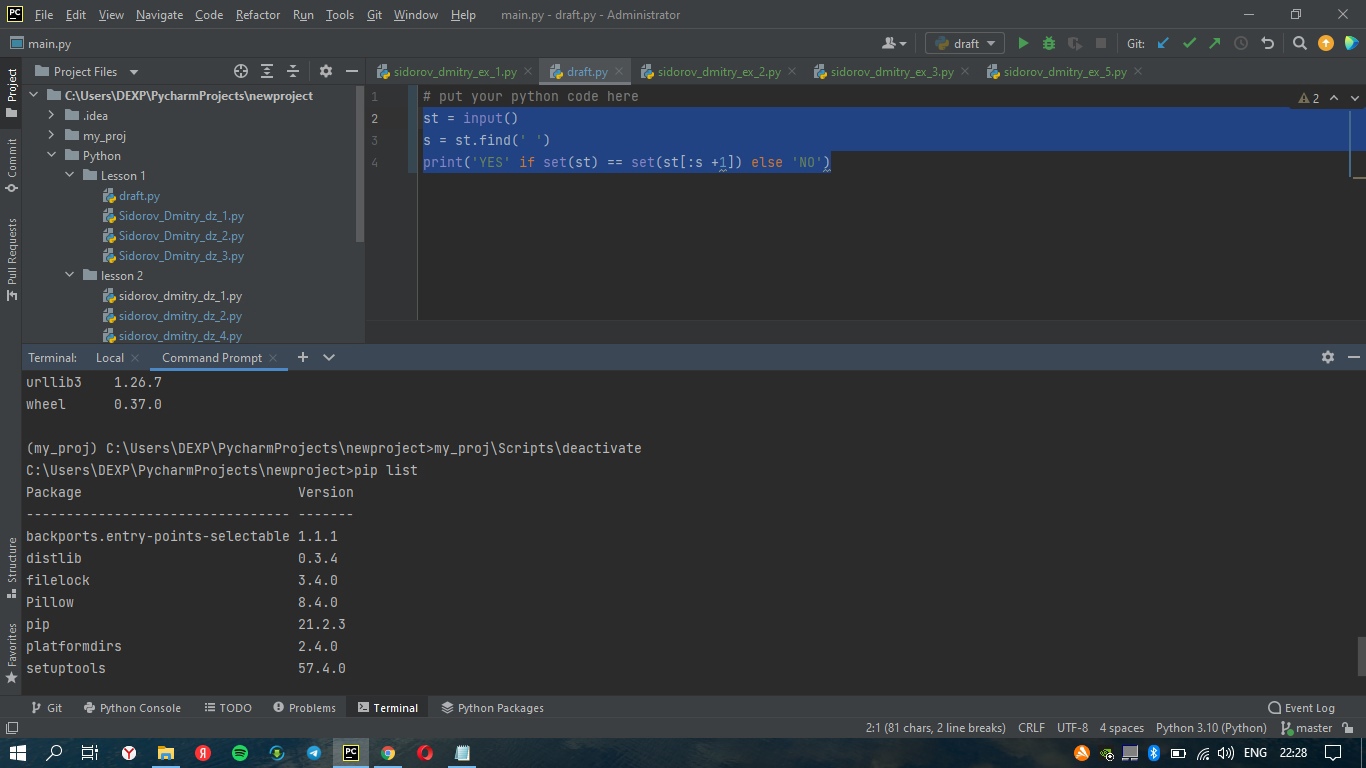 PC File Edit View Navigate Code Refactor Run Tools Git Window Help main.py - draft.py - Administrator
main.py draft Git:
Project Files sidorov_dmitry_ex_1.py draft.py sidorov_dmitry_ex_2.py sidorov_dmitry_ex_3.py sidorov_dmitry_ex_5.py
Project
Commit
Pull Requests
Structure
Favorites
C:\Users\DEXP\PycharmProjects\newproject
.idea
my_proj
Python
Lesson 1
draft.py
Sidorov_Dmitry_dz_1.py
Sidorov_Dmitry_dz_2.py
Sidorov_Dmitry_dz_3.py
lesson 2
sidorov_dmitry_dz_1.py
sidorov_dmitry_dz_2.py
sidorov_dmitry_dz_4.py
1 # put your python code here
2 st = input()
3 s = st.find(' ')
4 print('YES' if set(st) == set(st[:s +1]) else 'NO')
2
Terminal: Local Command Prompt
urllib3 1.26.7
wheel 0.37.0
(my_proj) C:\Users\DEXP\PycharmProjects\newproject>my_proj\Scripts\deactivate
C:\Users\DEXP\PycharmProjects\newproject>pip list
Package Version
--------------------------------- -------
backports.entry-points-selectable 1.1.1
distlib 0.3.4
filelock 3.4.0
Pillow 8.4.0
pip 21.2.3
platformdirs 2.4.0
setuptools 57.4.0
Git Python Console TODO Problems Terminal Python Packages Event Log
2:1 (81 chars, 2 line breaks) CRLF UTF-8 4 spaces Python 3.10 (Python) master
Y Я PC ENG 22:28